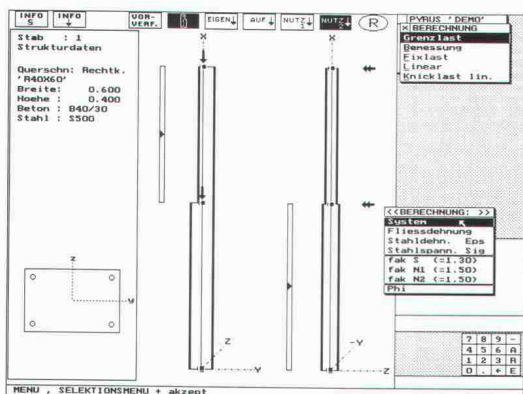 INFO S
INFO
VOR-VERF.
EIGEN
AUF
NUTZ
NUTZ
R
PYRUS 'DEMO'
× BERECHNUNG
Grenzlast
Bemessung
Fixlast
Linear
Knicklast lin.
Stab : 1
Strukturdaten
Querschn: Rechtk.
'R40X60'
Breite: 0.600
Hoehe : 0.400
Beton : B40/30
Stahl : S500
X
X
<<BERECHNUNG: >>
System
Fliessdehnung
Stahldehn. Eps
Stahlspann. Sig
fak S (=1.30)
fak N1 (=1.50)
fak N2 (=1.50)
Phi
z
y
Z
Y
-Y
Z
7 8 9 -
4 5 6 A
1 2 3 R
0 . + E
MENU , SELEKTIONSMENU + akzept